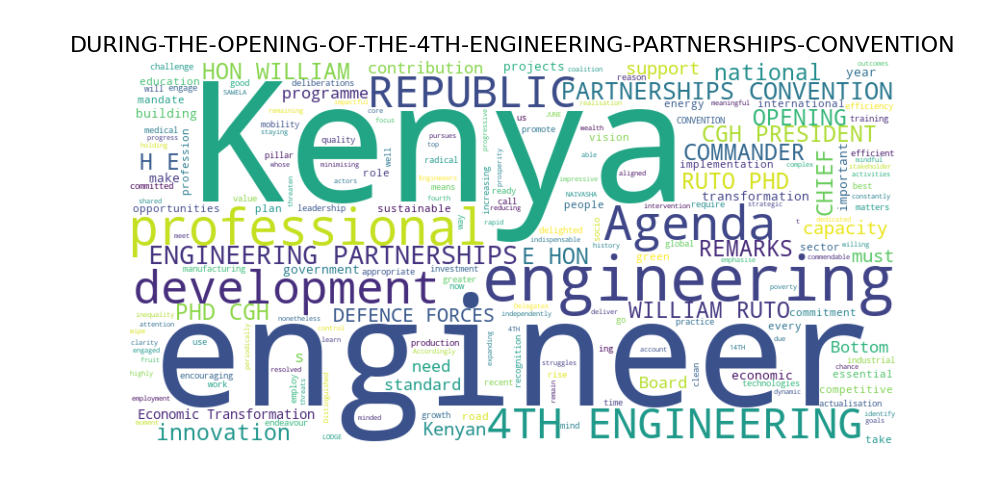 DURING-THE-OPENING-OF-THE-4TH-ENGINEERING-PARTNERSHIPS-CONVENTION
challenge
HON WILLIAM
contribution
projects
coalition
support
national
year
outcomes
education
good
deliberations
reason
will
engage
SAMELA
programme
REPUBLIC
PARTNERSHIPS CONVENTION
energy
meaningful
international
efficiency
mandate
remaining
impactful
core
us
building
Kenya
focus
JUNE
realisation
CONVENTION
OPENING
training
mobility
staying
promote
wealth
vision
CGH PRESIDENT
medical
progress
quality
pursues
top
progressive
able
COMMANDER
efficient
holding
pillar
whose
minimising
radical
prosperity
aligned
implementation
CHIEF
important
mindful
stakeholder
H E
profession
role
well
complex
activities
make
threaten
actors
Engineers
impressive
RUTO PHD
transformation
best
committed
means
increasing
ready
intervention
strategic
constantly
shared
value
leadership
sustainable
fourth
call
reducing
people
require
matters
opportunities
plan
way
rapid
NAIVASHA
professional
delighted
socio
Agenda
t
dedicated
capacity
meet
indispensable
history
global
REMARKS
sector
willing
ENGINEERING PARTNERSHIPS
E HON
green
emphasise
commendable
must
manufacturing
government
appropriate
investment
greater
now
engineering
poverty
development
inequality
PHD CGH
nonetheless
control
delegates
independently
deliver
WILLIAM RUTO
commitment
attention
DEFENCE FORCES
4TH
go
practice
every
due
hope
clarity
use
periodically
learn
engineer
production
Accordingly
expanding
recognition
ing
struggles
account
14TH
Bottom
engaged
fruit
s
resolved
need
chance
industrial
highly
encouraging
threats
Distinguished
standard
recent
rise
remain
Board
clean
economic
technologies
essential
work
employ
dynamic
competitive
employment
minded
time
actualisation
moment
Economic Transformation
growth
road
identify
goals
endeavour
innovation
LODGE
Kenyan
mind
4TH ENGINEERING
take